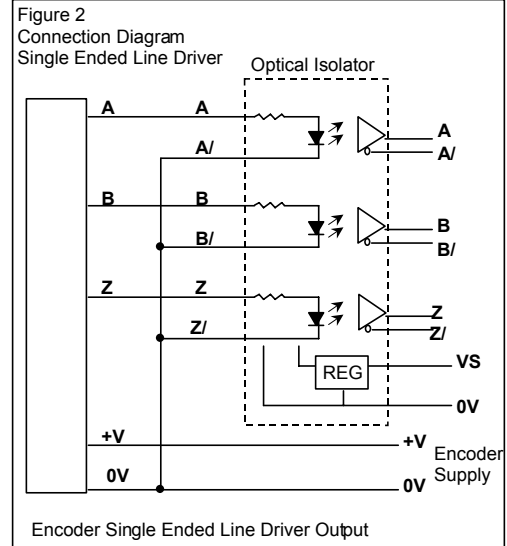 Figure 2
Connection Diagram
Single Ended Line Driver
Optical Isolator
A A A
A/ A/
B B B
B/ B/
Z Z Z
Z/ Z/
REG VS
0V
+V +V
Encoder
Supply
0V 0V
Encoder Single Ended Line Driver Output